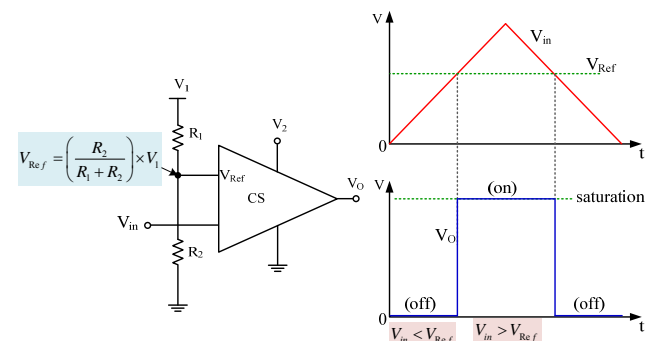 V₁
R₁
V_Ref = (R₂ / (R₁ + R₂)) × V₁
V₂
V_Ref
CS
V_O
V_in
R₂
V
V_in
V_Ref
0
t
V
(on)
saturation
V_O
(off)
(off)
0
t
V_in < V_Ref
V_in > V_Ref